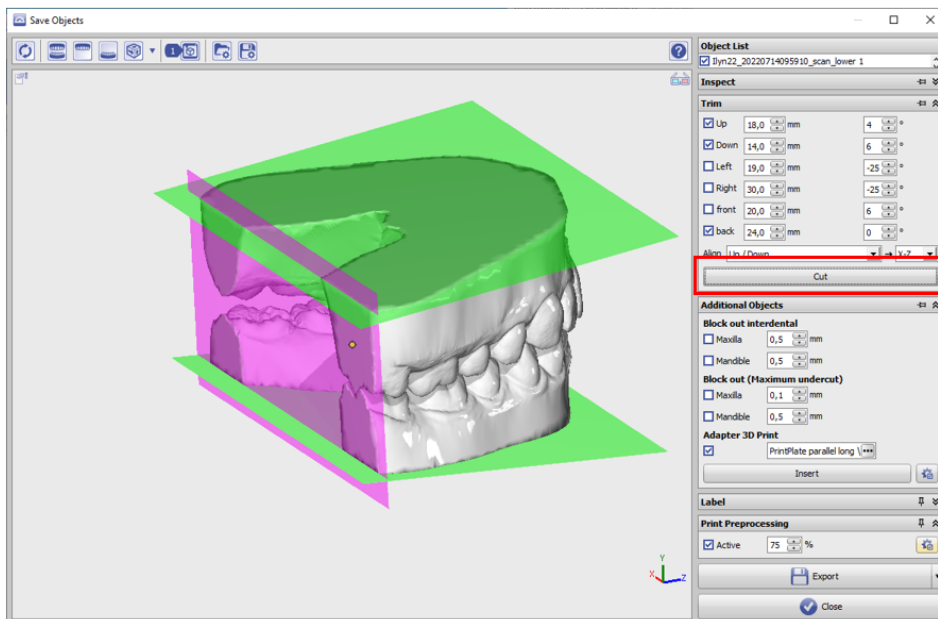 Save Objects
Object List
Ilyn22_20220714095910_scan_lower 1
Inspect
Trim
Up 18,0 mm 4 °
Down 14,0 mm 6 °
Left 19,0 mm -25 °
Right 30,0 mm -25 °
front 20,0 mm 6 °
back 24,0 mm 0 °
Align Up / Down X-Z
Cut
Additional Objects
Block out interdental
Maxilla 0,5 mm
Mandible 0,5 mm
Block out (Maximum undercut)
Maxilla 0,1 mm
Mandible 0,5 mm
Adapter 3D Print
PrintPlate parallel long \ •••
Insert
Label
Print Preprocessing
Active 75 %
Y
X Z
Export
Close